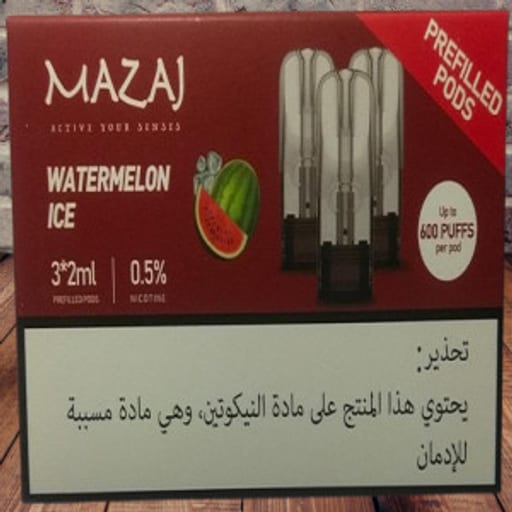 MAZAJ
ACTIVE YOUR SENSES
WATERMELON
ICE
3*2ml
PREFILLED PODS
0.5%
NICOTINE
PREFILLED
PODS
Up to
600 PUFFS
per pod
تحذير:
يحتوي هذا المنتج على مادة النيكوتين، وهي مادة مسببة
للإدمان